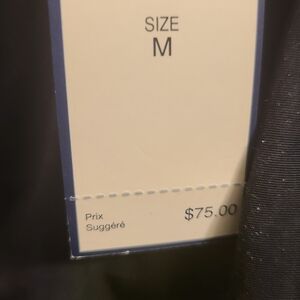 SIZE
M
Prix
Suggéré
$75.00